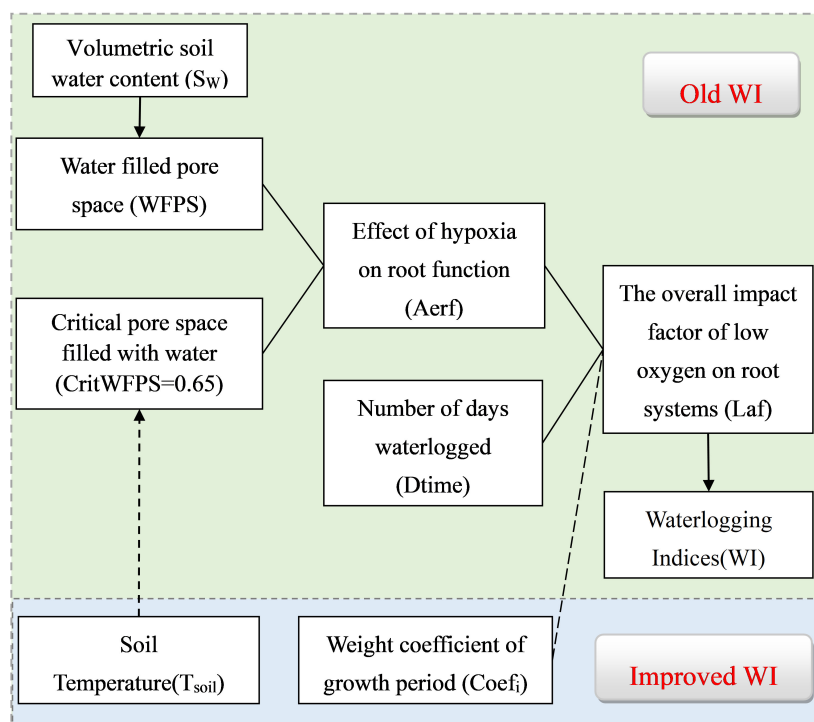 Volumetric soil
water content (Sw)
Old WI
Water filled pore
space (WFPS)
Effect of hypoxia
on root function
(Aerf)
The overall impact
factor of low
oxygen on root
systems (Laf)
Critical pore space
filled with water
(CritWFPS=0.65)
Number of days
waterlogged
(Dtime)
Waterlogging
Indices(WI)
Soil
Temperature(Tsoil)
Weight coefficient of
growth period (Coefi)
Improved WI